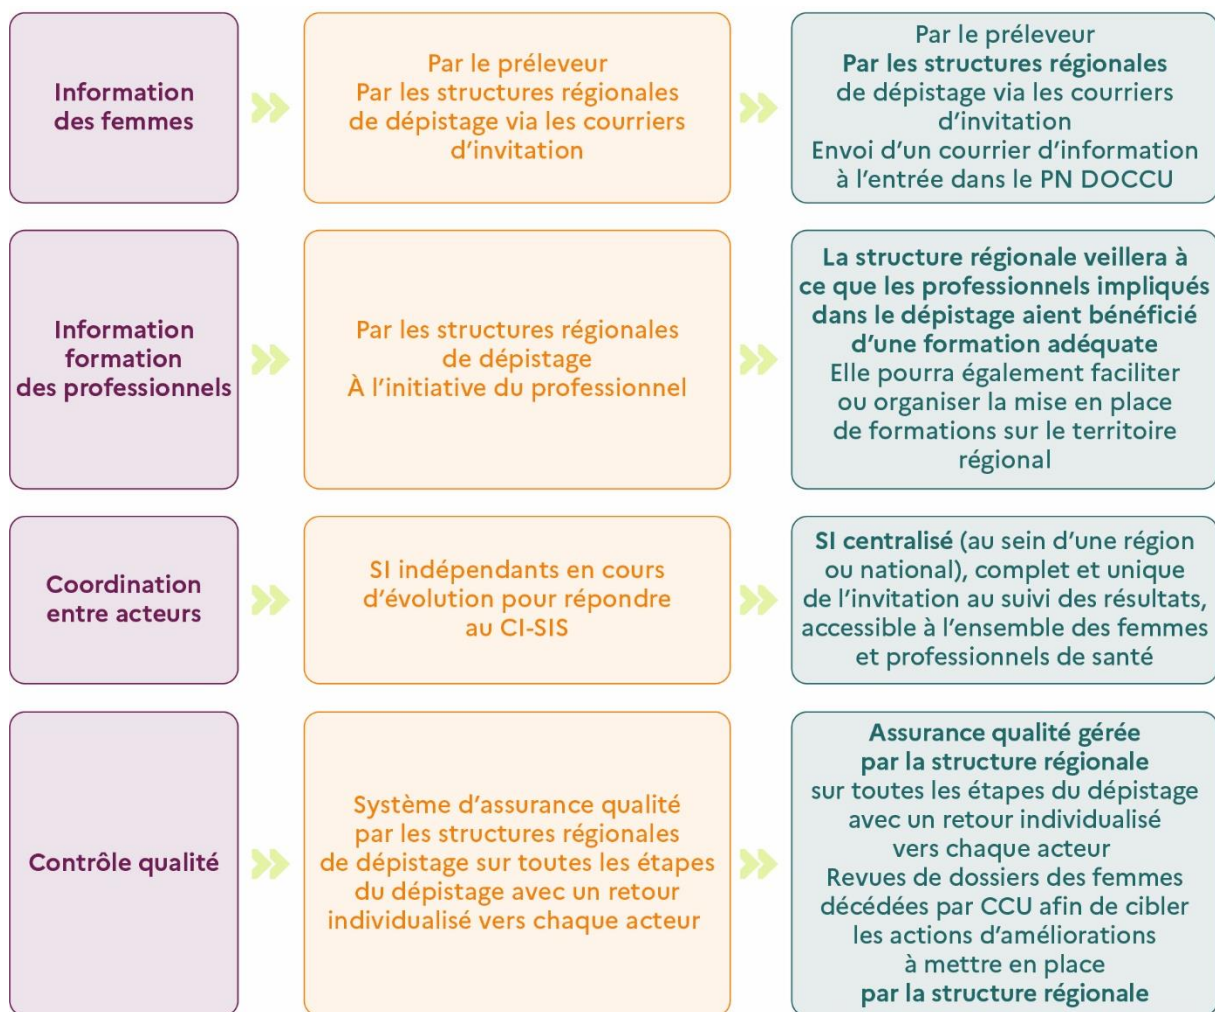 Information
des femmes
Par le préleveur
Par les structures régionales
de dépistage via les courriers
d'invitation
Par le préleveur
Par les structures régionales
de dépistage via les courriers
d'invitation
Envoi d'un courrier d'information
à l'entrée dans le PN DOCCU
Information
formation
des professionnels
Par les structures régionales
de dépistage
À l'initiative du professionnel
La structure régionale veillera à
ce que les professionnels impliqués
dans le dépistage aient bénéficié
d'une formation adéquate
Elle pourra également faciliter
ou organiser la mise en place
de formations sur le territoire
régional
Coordination
entre acteurs
SI indépendants en cours
d'évolution pour répondre
au CI-SIS
SI centralisé (au sein d'une région
ou national), complet et unique
de l'invitation au suivi des résultats,
accessible à l'ensemble des femmes
et professionnels de santé
Contrôle qualité
Système d'assurance qualité
par les structures régionales
de dépistage sur toutes les étapes
du dépistage avec un retour
individualisé vers chaque acteur
Assurance qualité gérée
par la structure régionale
sur toutes les étapes du dépistage
avec un retour individualisé
vers chaque acteur
Revues de dossiers des femmes
décédées par CCU afin de cibler
les actions d'améliorations
à mettre en place
par la structure régionale